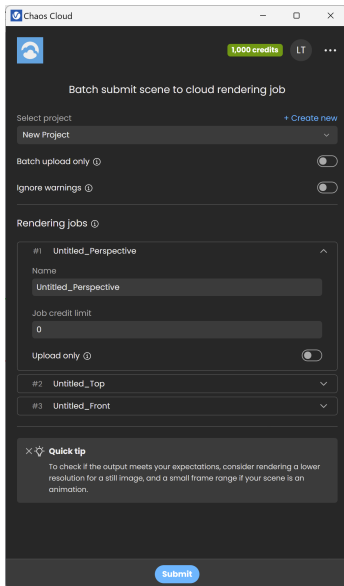 Chaos Cloud
1,000 credits LT
Batch submit scene to cloud rendering job
Select project + Create new
New Project
Batch upload only
Ignore warnings
Rendering jobs
#1 Untitled_Perspective
Name
Untitled_Perspective
Job credit limit
0
Upload only
#2 Untitled_Top
#3 Untitled_Front
Quick tip
To check if the output meets your expectations, consider rendering a lower
resolution for a still image, and a small frame range if your scene is an
animation.
Submit